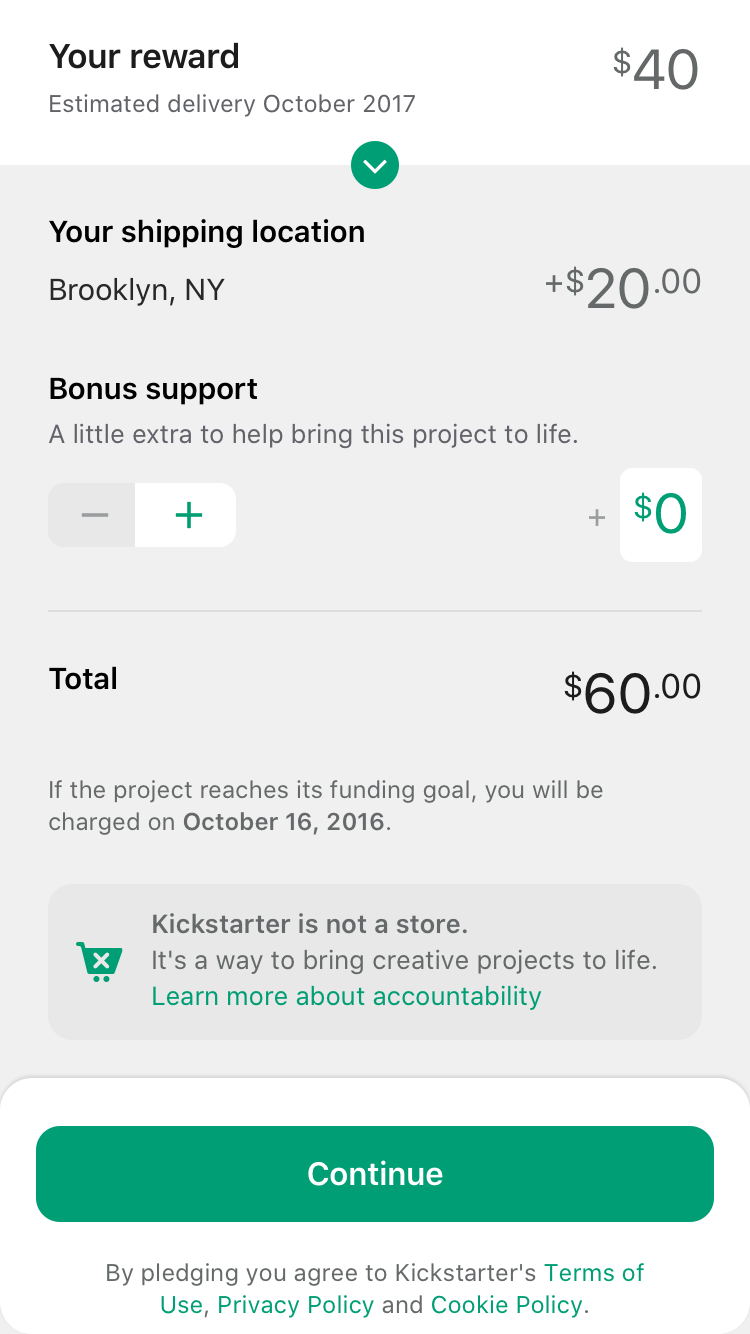 Your reward
$40
Estimated delivery October 2017
Your shipping location
Brooklyn, NY
+$20.00
Bonus support
A little extra to help bring this project to life.
− +
+ $0
Total
$60.00
If the project reaches its funding goal, you will be
charged on October 16, 2016.
Kickstarter is not a store.
It's a way to bring creative projects to life.
Learn more about accountability
Continue
By pledging you agree to Kickstarter's Terms of
Use, Privacy Policy and Cookie Policy.